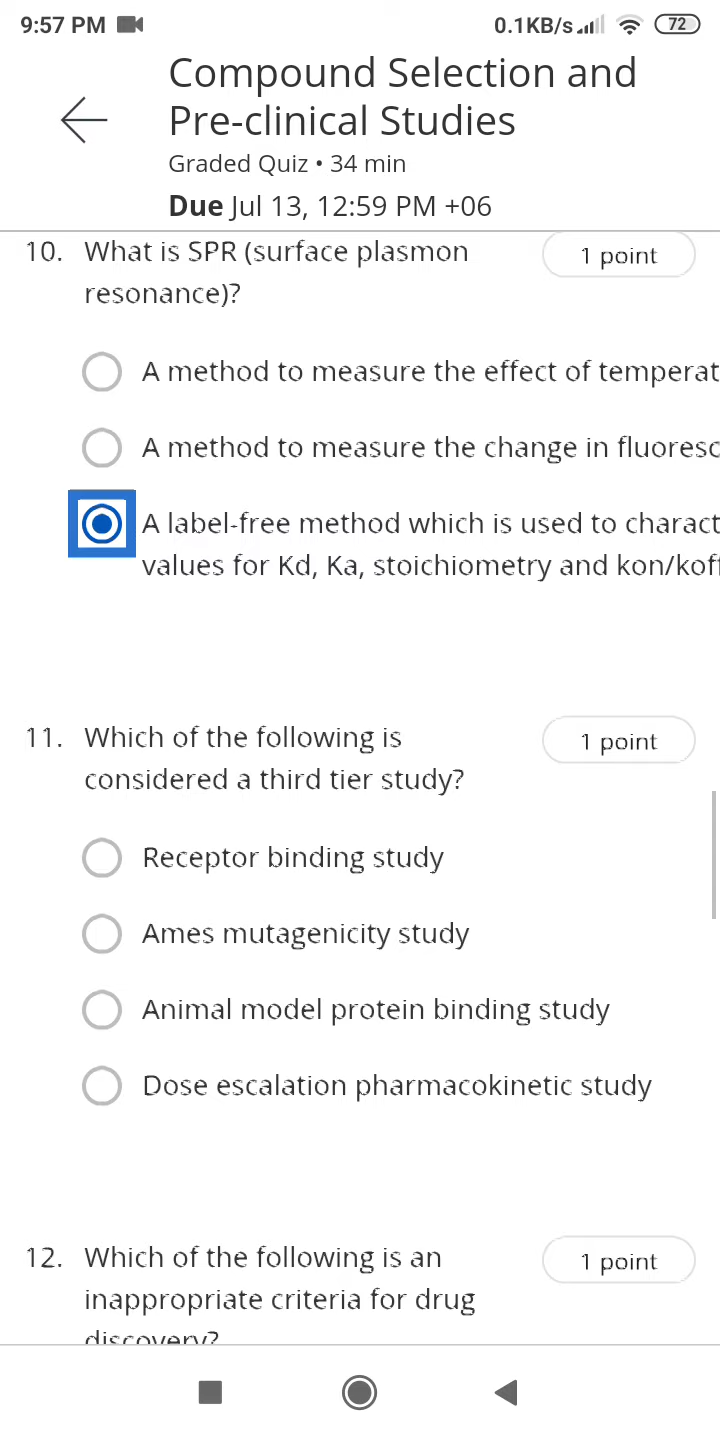 9:57 PM
0.1KB/s
72
Compound Selection and
Pre-clinical Studies
Graded Quiz • 34 min
Due Jul 13, 12:59 PM +06
10. What is SPR (surface plasmon
resonance)?
1 point
A method to measure the effect of temperat
A method to measure the change in fluoresc
A label-free method which is used to charact
values for Kd, Ka, stoichiometry and kon/kof
11. Which of the following is
considered a third tier study?
1 point
Receptor binding study
Ames mutagenicity study
Animal model protein binding study
Dose escalation pharmacokinetic study
12. Which of the following is an
inappropriate criteria for drug
discovery?
1 point